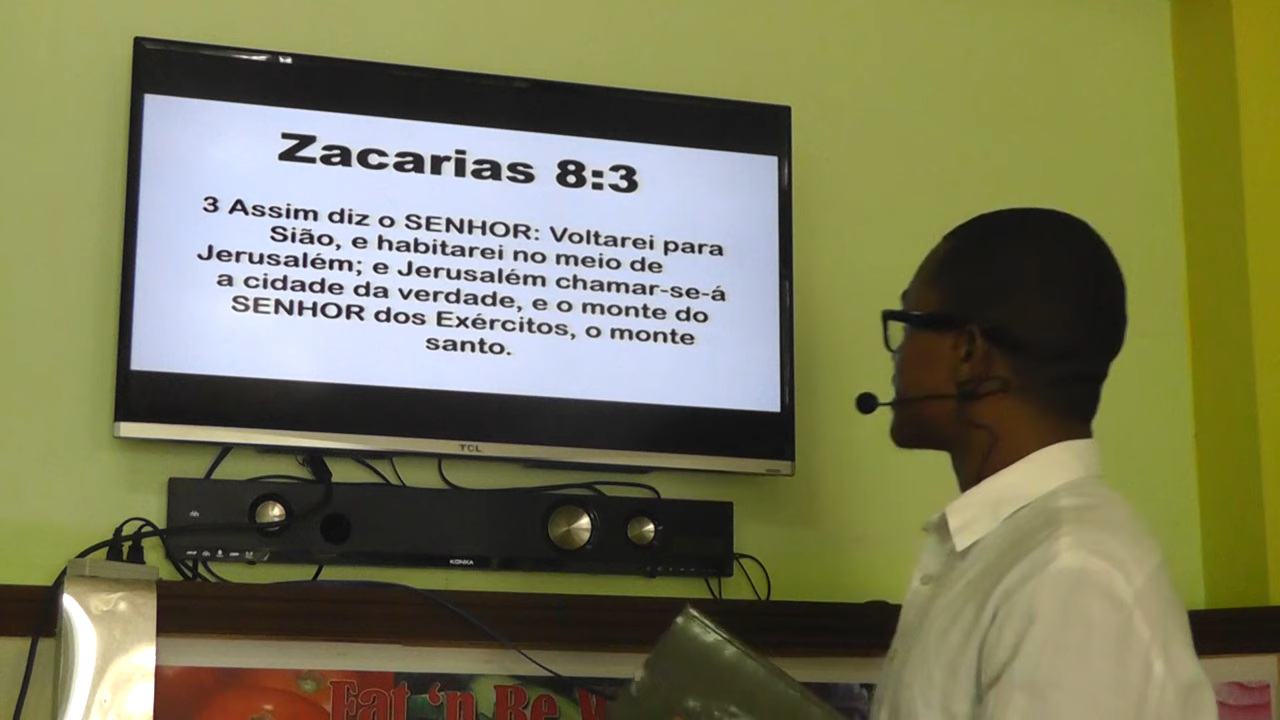 Zacarias 8:3
3 Assim diz o SENHOR: Voltarei para
Sião, e habitarei no meio de
Jerusalém; e Jerusalém chamar-se-á
a cidade da verdade, e o monte do
SENHOR dos Exércitos, o monte
santo.
TCL
KONKA
Eat 'n Be